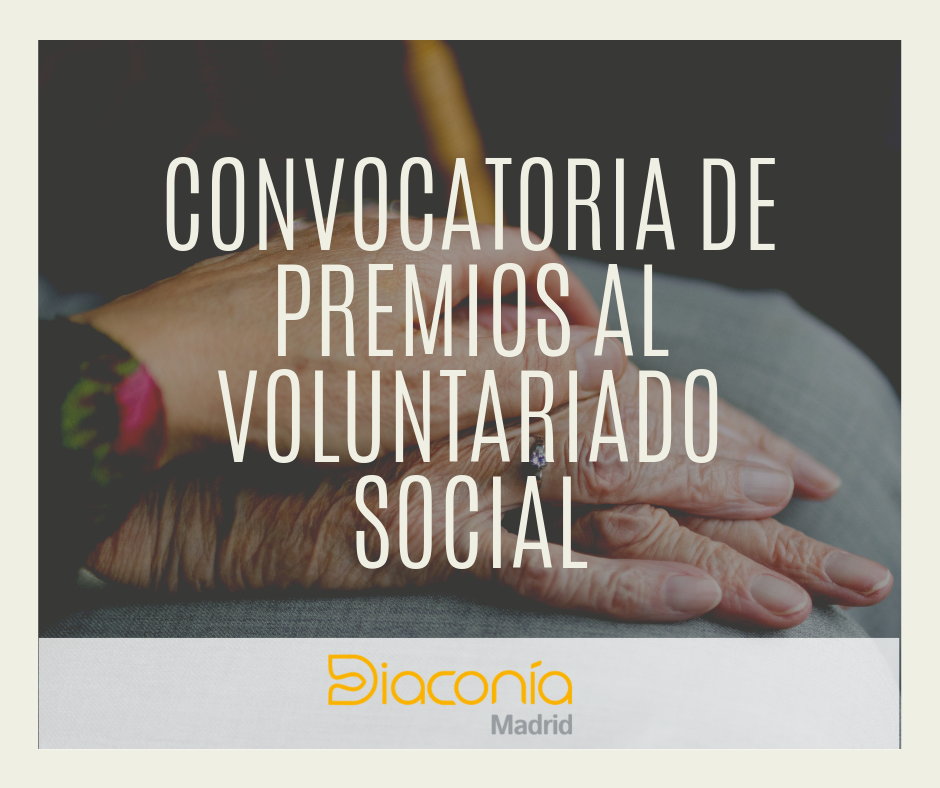 CONVOCATORIA DE
PREMIOS AL
VOLUNTARIADO
SOCIAL
Diaconía
Madrid